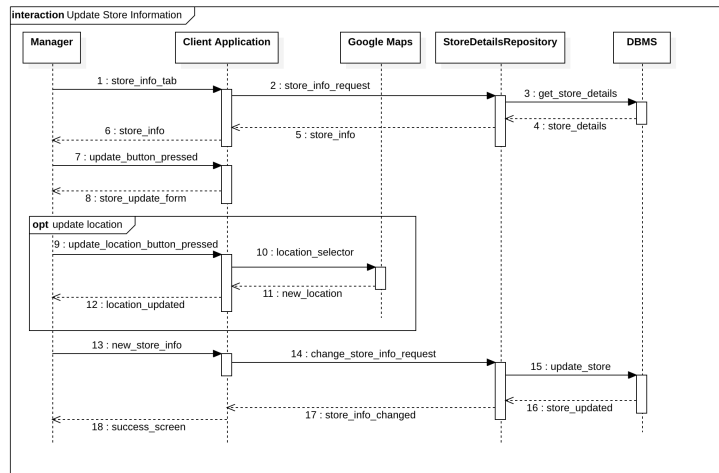 interaction Update Store Information
Manager
Client Application
Google Maps
StoreDetailsRepository
DBMS
1 : store_info_tab
2 : store_info_request
3 : get_store_details
4 : store_details
5 : store_info
6 : store_info
7 : update_button_pressed
8 : store_update_form
opt update location
9 : update_location_button_pressed
10 : location_selector
11 : new_location
12 : location_updated
13 : new_store_info
14 : change_store_info_request
15 : update_store
16 : store_updated
17 : store_info_changed
18 : success_screen